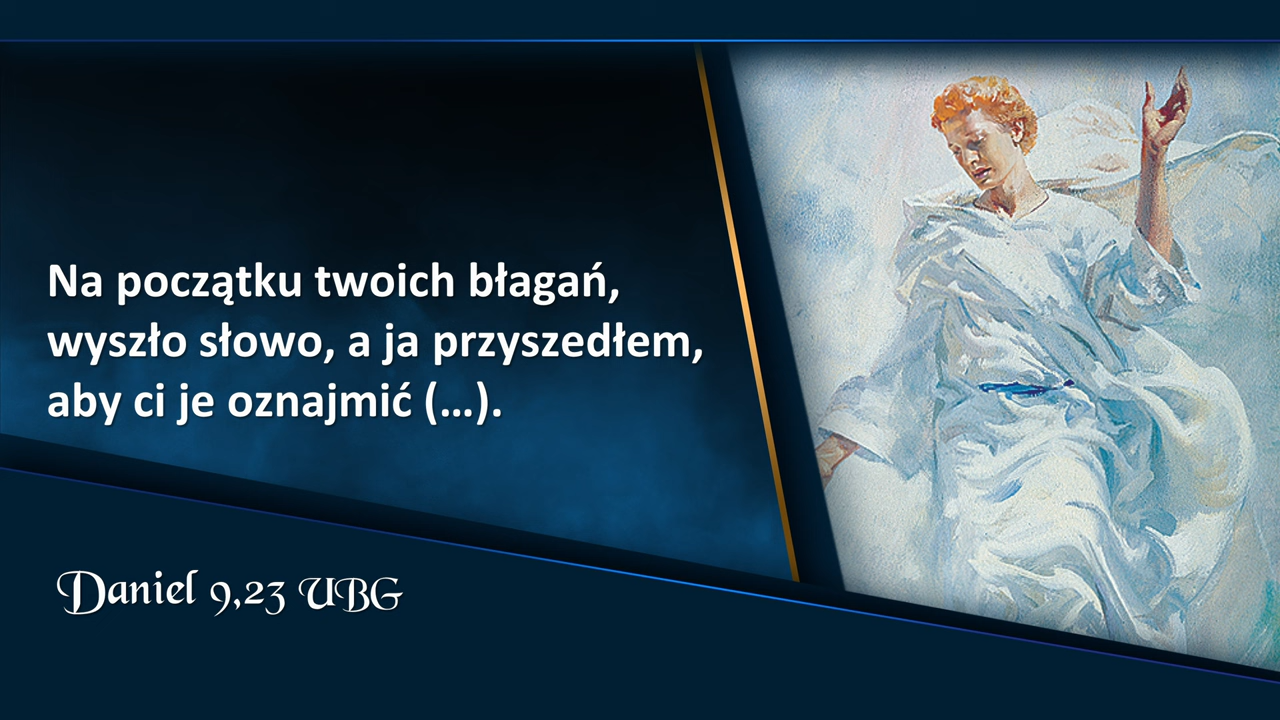 Na początku twoich błagań,
wyszło słowo, a ja przyszedłem,
aby ci je oznajmić (...).
Daniel 9,23 UBG